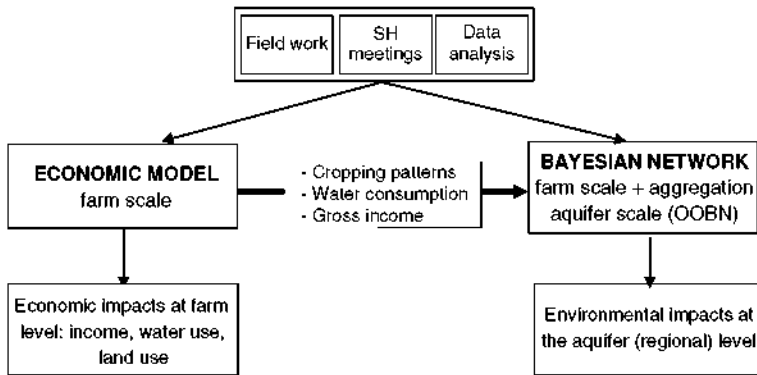 Field work
SH
meetings
Data
analysis
ECONOMIC MODEL
farm scale
- Cropping patterns
- Water consumption
- Gross income
BAYESIAN NETWORK
farm scale + aggregation
aquifer scale (OOBN)
Economic impacts at farm
level: income, water use,
land use
Environmental impacts at
the aquifer (regional) level